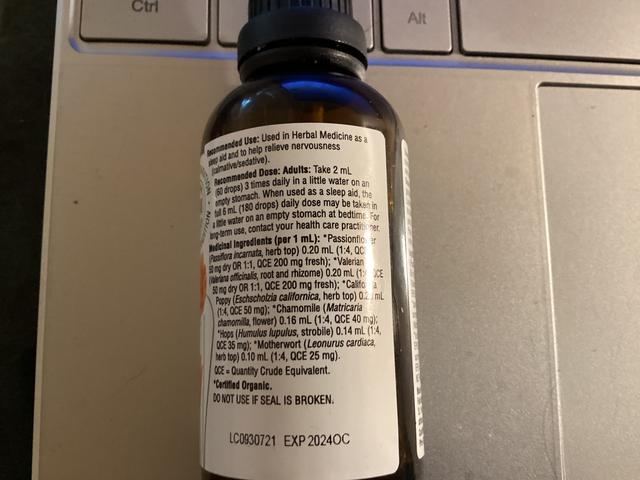 Ctrl
Alt
Recommended Use: Used in Herbal Medicine as a
sleep aid and to help relieve nervousness
(calmative/sedative).
Recommended Dose: Adults: Take 2 mL
(60 drops) 3 times daily in a little water on an
empty stomach. When used as a sleep aid, the
full 6 mL (180 drops) daily dose may be taken in
a little water on an empty stomach at bedtime. For
long-term use, contact your health care practitioner.
Medicinal Ingredients (per 1 mL): *Passionflower
(Passiflora incarnata, herb top) 0.20 mL (1:4, QCE
50 mg dry OR 1:1, QCE 200 mg fresh); *Valerian
(Valeriana officinalis, root and rhizome) 0.20 mL (1:4, QCE
50 mg dry OR 1:1, QCE 200 mg fresh); *California
Poppy (Eschscholzia californica, herb top) 0.20 mL
(1:4, QCE 50 mg); *Chamomile (Matricaria
chamomilla, flower) 0.16 mL (1:4, QCE 40 mg);
*Hops (Humulus lupulus, strobile) 0.14 mL (1:4,
QCE 35 mg); *Motherwort (Leonurus cardiaca,
herb top) 0.10 mL (1:4, QCE 25 mg).
QCE = Quantity Crude Equivalent.
*Certified Organic.
DO NOT USE IF SEAL IS BROKEN.
LC0930721 EXP 2024OC